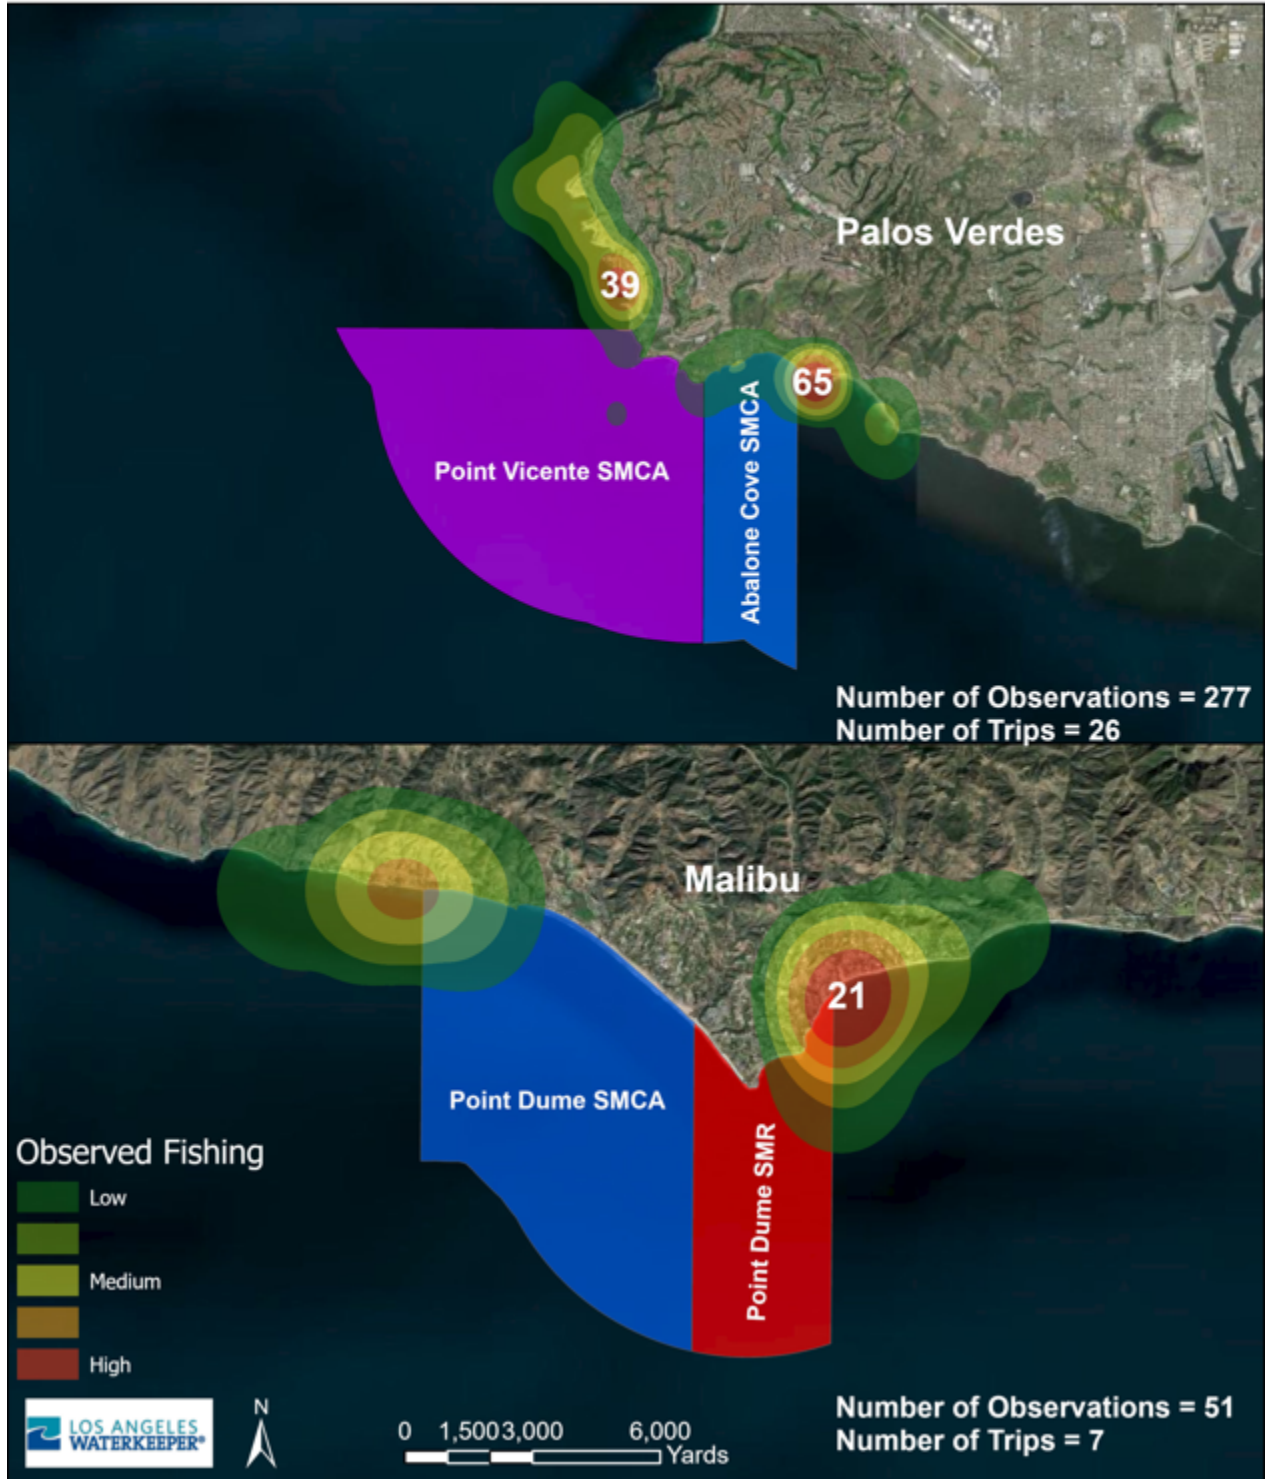 Palos Verdes
39
65
Point Vicente SMCA
Abalone Cove SMCA
Number of Observations = 277
Number of Trips = 26
Malibu
21
Point Dume SMCA
Point Dume SMR
Observed Fishing
Low
Medium
High
LOS ANGELES
WATERKEEPER®
N
0 1,500 3,000 6,000
Yards
Number of Observations = 51
Number of Trips = 7